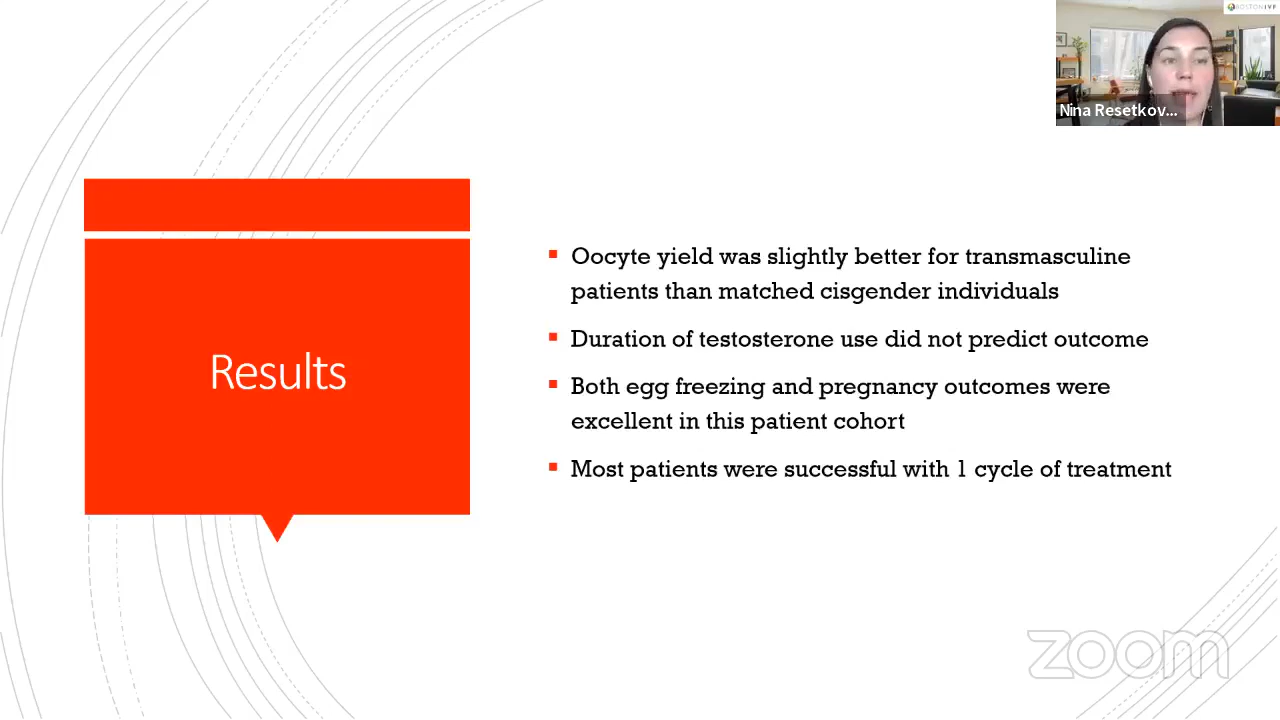 BOSTON IVF
Nina Resetkov...
Results
Oocyte yield was slightly better for transmasculine
patients than matched cisgender individuals
Duration of testosterone use did not predict outcome
Both egg freezing and pregnancy outcomes were
excellent in this patient cohort
Most patients were successful with 1 cycle of treatment
zoom